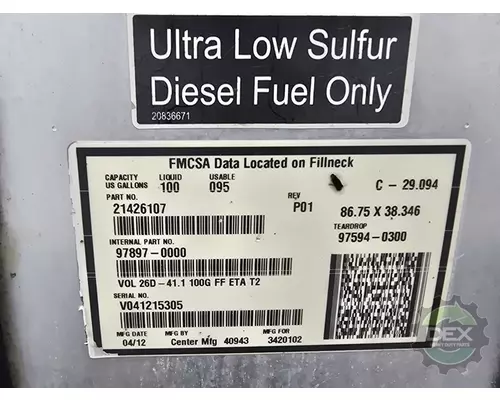 Ultra Low Sulfur
Diesel Fuel Only
20836671
FMCSA Data Located on Fillneck
CAPACITY LIQUID USABLE
US GALLONS 100 095
C - 29.094
PART NO. REV
21426107 P01 86.75 X 38.346
TEARDROP
INTERNAL PART NO. 97594-0300
97897-0000
VOL 26D-41.1 100G FF ETA T2
SERIAL NO.
V041215305
MFG DATE MFG BY MFG FOR
04/12 Center Mfg 40943 3420102
DEX
HEAVY DUTY PARTS